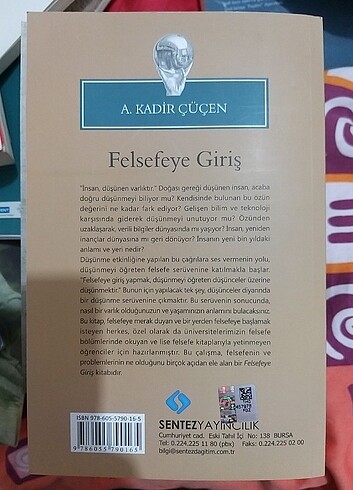 A. KADİR ÇÜÇEN
Felsefeye Giriş
"İnsan, düşünen varlıktır." Doğası gereği düşünen insan, acaba
doğru düşünmeyi biliyor mu? Kendisinde bulunan bu özün
değerini ne kadar fark ediyor? Gelişen bilim ve teknoloji
karşısında giderek düşünmeyi unutuyor mu? Özünden
uzaklaşarak, verili bilgiler dünyasında mı yaşıyor? İnsan, yeniden
inançlar dünyasına mı geri dönüyor? İnsanın yeni bin yıldaki
anlamı ve yeri nedir?
Düşünme etkinliğine yapılan bu çağrılara ses vermenin yolu,
düşünmeyi öğreten felsefe serüvenine katılmakla başlar.
"Felsefeye giriş yapmak, düşünmeyi öğreten düşünceler üzerine
düşünmektir." Bunun için yapılacak tek şey, düşünceler diyarında
bir düşünme serüvenine çıkmaktır. Bu serüvenin sonucunda,
nasıl bir varlık olduğunuzun ve yaşamınızın anlamını bulacaksınız.
Bu kitap, felsefeye merak duyan ve bir yerden felsefeye başlamak
isteyen herkes, özel olarak da üniversitelerimizin felsefe
bölümlerinde okuyan ve lise felsefe kitaplarıyla yetinmeyen
öğrenciler için hazırlanmıştır. Bu çalışma, felsefenin ve
problemlerinin ne olduğunu birçok açıdan ele alan bir Felsefeye
Giriş kitabıdır.
ISBN 978-605-5790-16-5
9 786055 790165
SENTEZYAYINCILIK
Cumhuriyet cad. Eski Tahıl İçi No: 138 BURSA
Tel: 0.224.225 11 80 (pbx) Faks: 0.224.225 02 00
bilgi@sentezdagitim.com